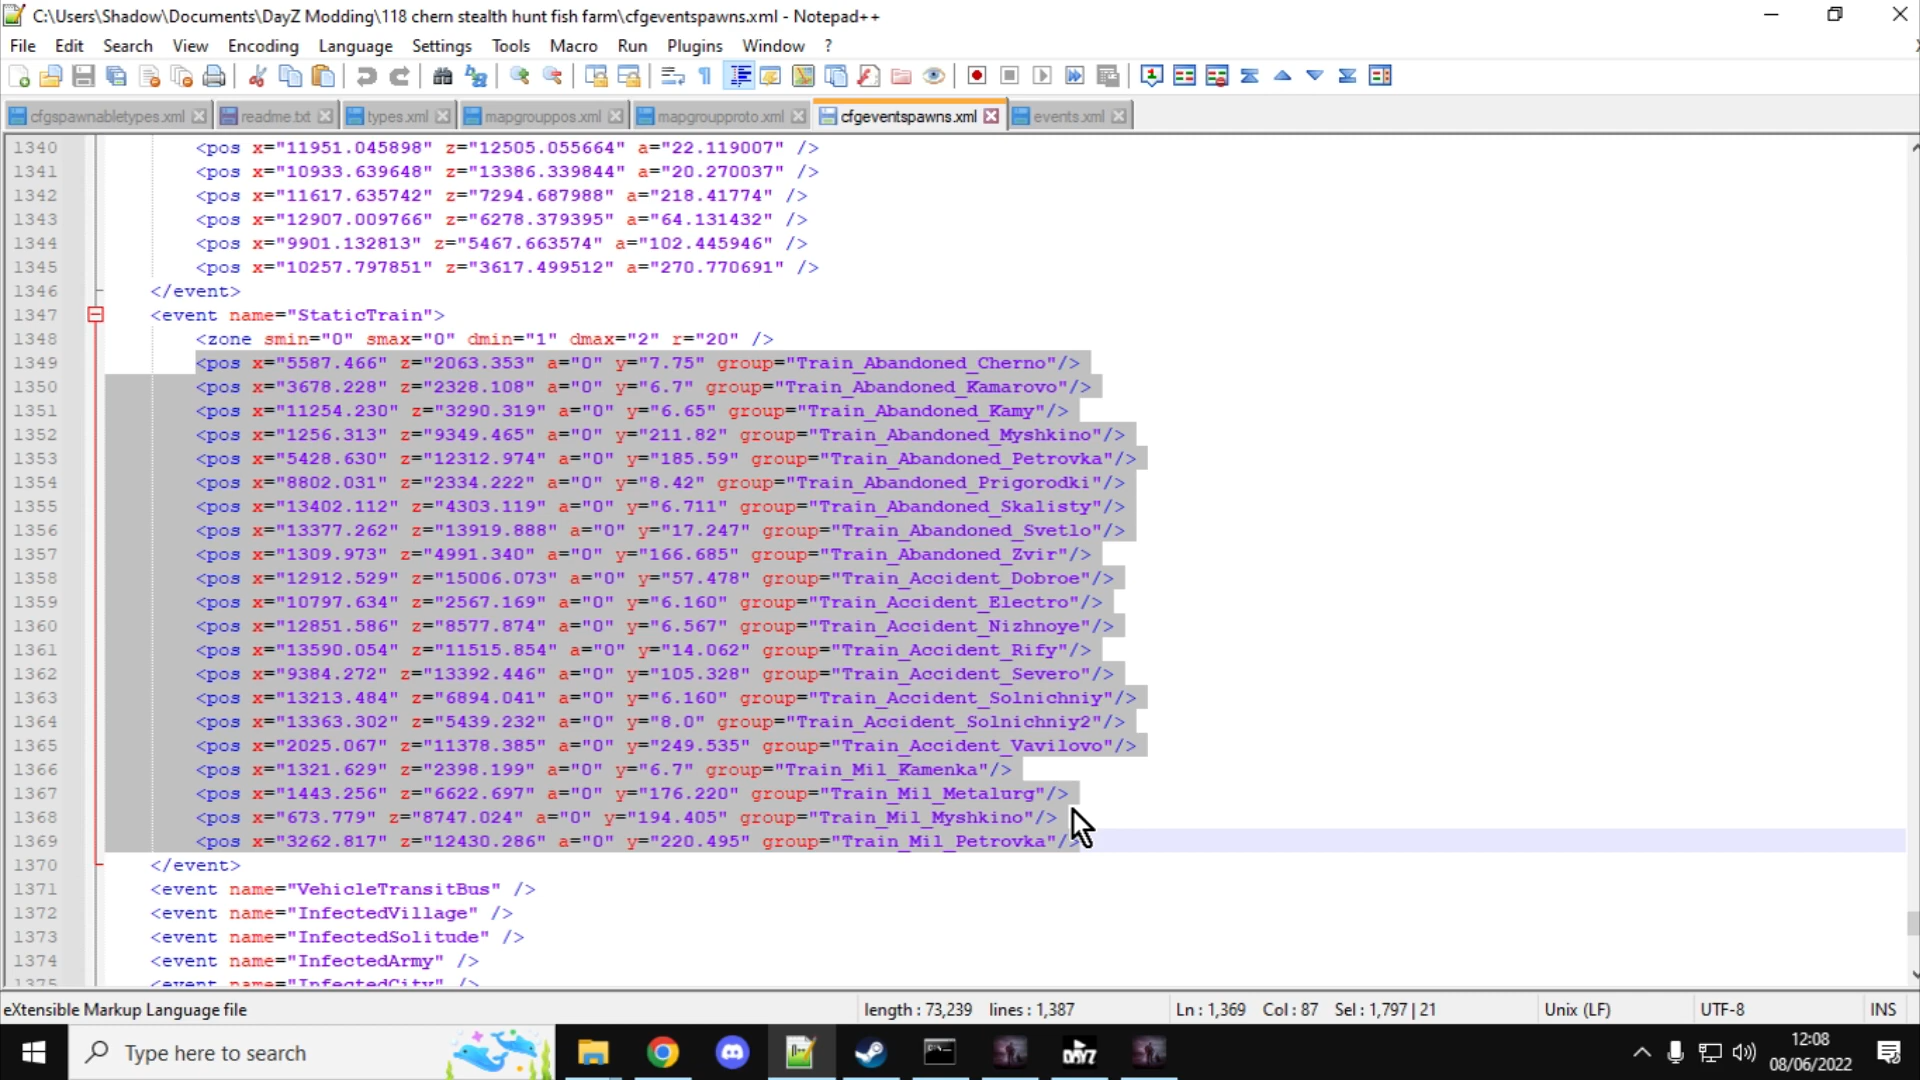 C:\Users\Shadow\Documents\DayZ Modding\118 chern stealth hunt fish farm\cfgeventspawns.xml - Notepad++
File Edit Search View Encoding Language Settings Tools Macro Run Plugins Window ?
cfgspawnabletypes.xml readme.txt types.xml mapgrouppos.xml mapgroupproto.xml cfgeventspawns.xml events.xml
1340 <pos x="11951.045898" z="12505.055664" a="22.119007" />
1341 <pos x="10933.639648" z="13386.339844" a="20.270037" />
1342 <pos x="11617.635742" z="7294.687988" a="218.41774" />
1343 <pos x="12907.009766" z="6278.379395" a="64.131432" />
1344 <pos x="9901.132813" z="5467.663574" a="102.445946" />
1345 <pos x="10257.797851" z="3617.499512" a="270.770691" />
1346 </event>
1347 <event name="StaticTrain">
1348 <zone smin="0" smax="0" dmin="1" dmax="2" r="20" />
1349 <pos x="5587.466" z="2063.353" a="0" y="7.75" group="Train_Abandoned_Cherno"/>
1350 <pos x="3678.228" z="2328.108" a="0" y="6.7" group="Train_Abandoned_Kamarovo"/>
1351 <pos x="11254.230" z="3290.319" a="0" y="6.65" group="Train_Abandoned_Kamy"/>
1352 <pos x="1256.313" z="9349.465" a="0" y="211.82" group="Train_Abandoned_Myshkino"/>
1353 <pos x="5428.630" z="12312.974" a="0" y="185.59" group="Train_Abandoned_Petrovka"/>
1354 <pos x="8802.031" z="2334.222" a="0" y="8.42" group="Train_Abandoned_Prigorodki"/>
1355 <pos x="13402.112" z="4303.119" a="0" y="6.711" group="Train_Abandoned_Skalisty"/>
1356 <pos x="13377.262" z="13919.888" a="0" y="17.247" group="Train_Abandoned_Svetlo"/>
1357 <pos x="1309.973" z="4991.340" a="0" y="166.685" group="Train_Abandoned_Zvir"/>
1358 <pos x="12912.529" z="15006.073" a="0" y="57.478" group="Train_Accident_Dobroe"/>
1359 <pos x="10797.634" z="2567.169" a="0" y="6.160" group="Train_Accident_Electro"/>
1360 <pos x="12851.586" z="8577.874" a="0" y="6.567" group="Train_Accident_Nizhnoye"/>
1361 <pos x="13590.054" z="11515.854" a="0" y="14.062" group="Train_Accident_Rify"/>
1362 <pos x="9384.272" z="13392.446" a="0" y="105.328" group="Train_Accident_Severo"/>
1363 <pos x="13213.484" z="6894.041" a="0" y="6.160" group="Train_Accident_Solnichniy"/>
1364 <pos x="13363.302" z="5439.232" a="0" y="8.0" group="Train_Accident_Solnichniy2"/>
1365 <pos x="2025.067" z="11378.385" a="0" y="249.535" group="Train_Accident_Vavilovo"/>
1366 <pos x="1321.629" z="2398.199" a="0" y="6.7" group="Train_Mil_Kamenka"/>
1367 <pos x="1443.256" z="6622.697" a="0" y="176.220" group="Train_Mil_Metalurg"/>
1368 <pos x="673.779" z="8747.024" a="0" y="194.405" group="Train_Mil_Myshkino"/>
1369 <pos x="3262.817" z="12430.286" a="0" y="220.495" group="Train_Mil_Petrovka"/>
1370 </event>
1371 <event name="VehicleTransitBus" />
1372 <event name="InfectedVillage" />
1373 <event name="InfectedSolitude" />
1374 <event name="InfectedArmy" />
1375 <event name="InfectedCity" />
eXtensible Markup Language file length : 73,239 lines : 1,387 Ln : 1,369 Col : 87 Sel : 1,797 | 21 Unix (LF) UTF-8 INS
Type here to search
DAYZ
12:08
08/06/2022